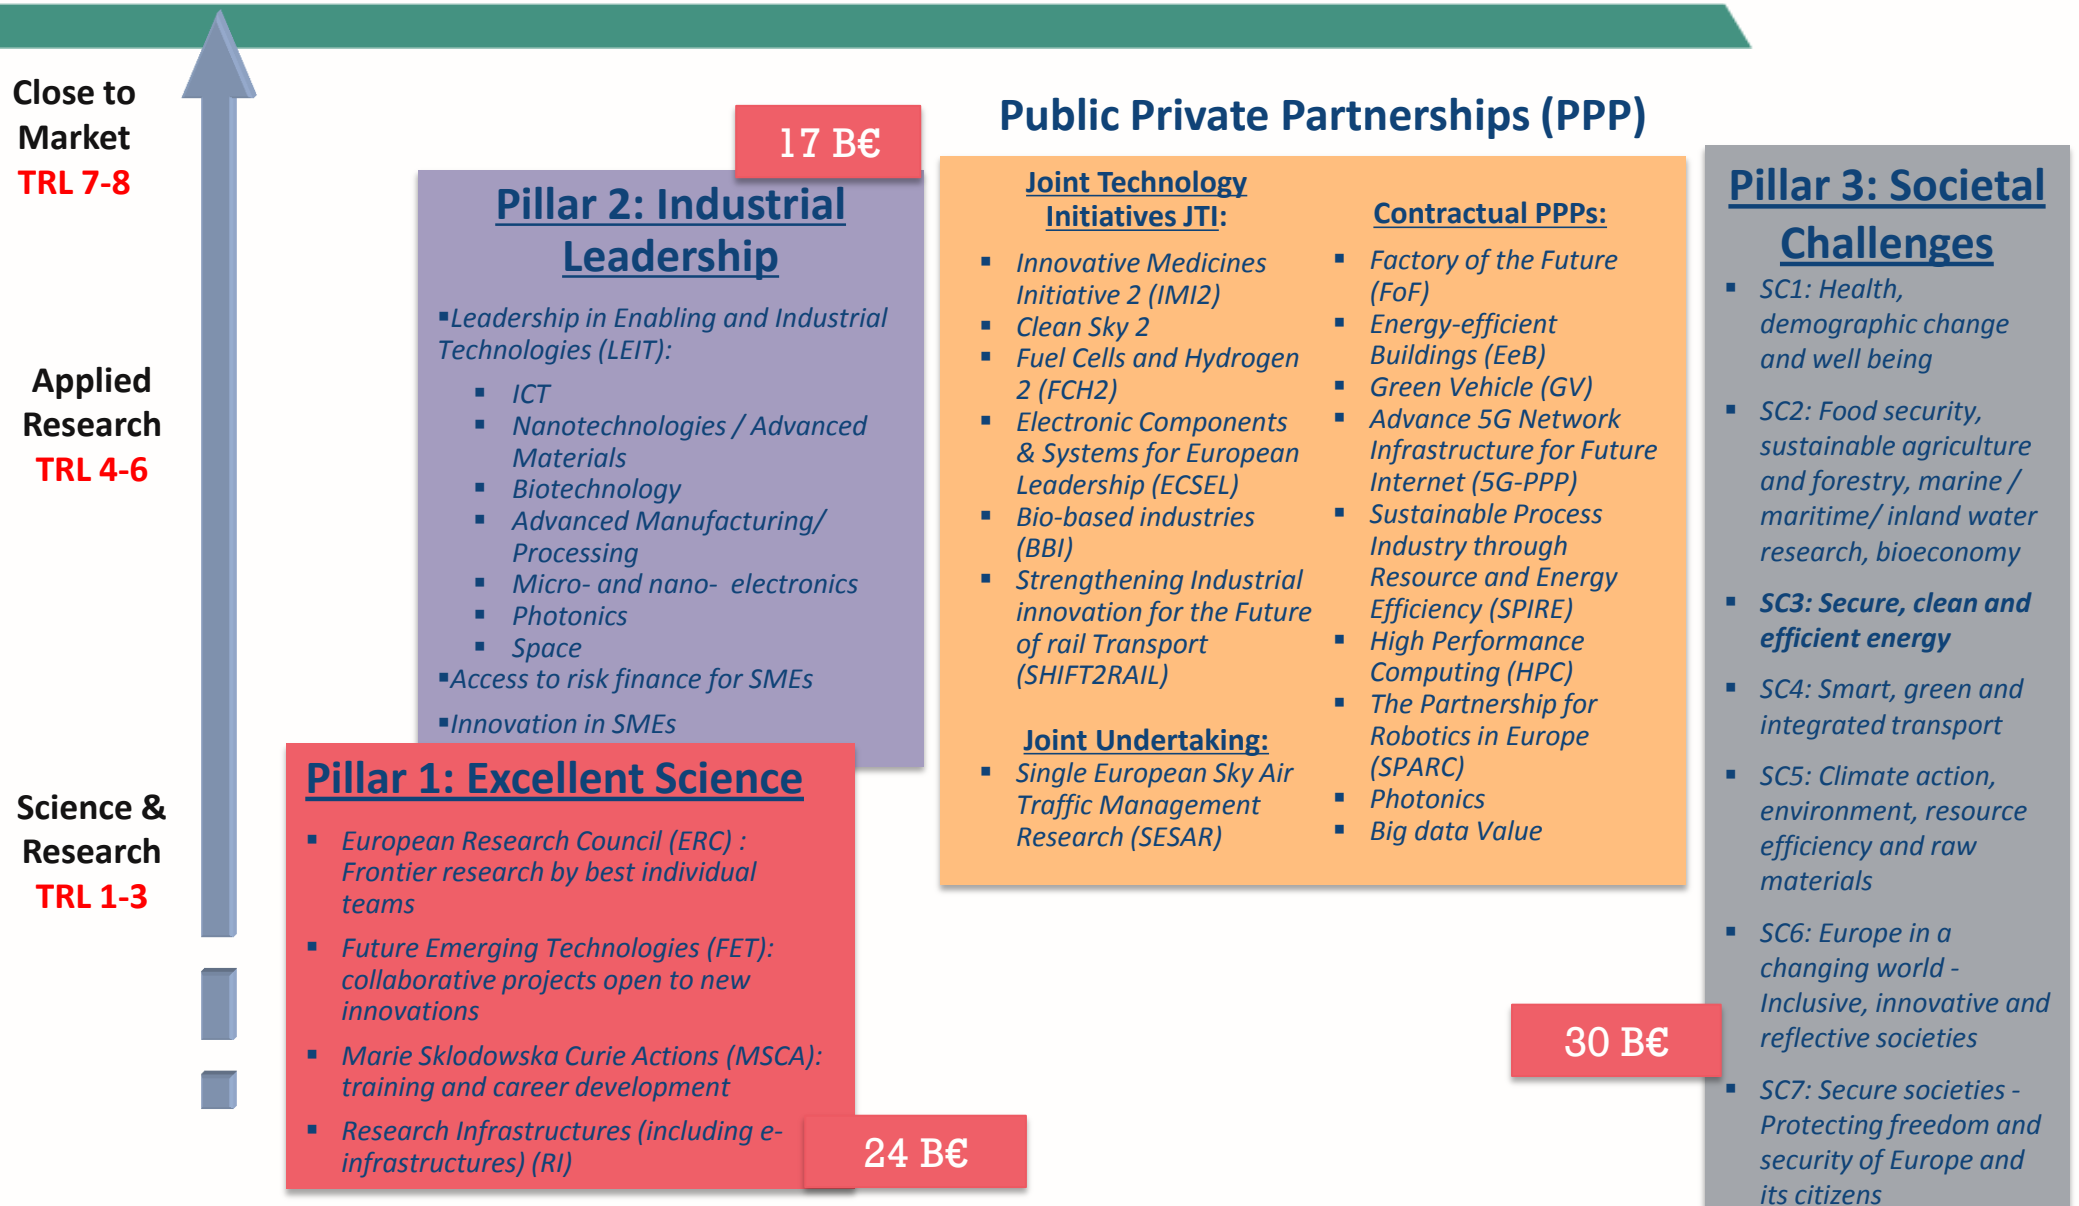 Close to
Market
TRL 7-8
Applied
Research
TRL 4-6
Science &
Research
TRL 1-3
17 B€
Pillar 2: Industrial
Leadership
▪Leadership in Enabling and Industrial
Technologies (LEIT):
▪ ICT
▪ Nanotechnologies / Advanced
Materials
▪ Biotechnology
▪ Advanced Manufacturing/
Processing
▪ Micro- and nano- electronics
▪ Photonics
▪ Space
▪Access to risk finance for SMEs
▪Innovation in SMEs
Pillar 1: Excellent Science
▪ European Research Council (ERC) :
Frontier research by best individual
teams
▪ Future Emerging Technologies (FET):
collaborative projects open to new
innovations
▪ Marie Sklodowska Curie Actions (MSCA):
training and career development
▪ Research Infrastructures (including e-
infrastructures) (RI)
24 B€
Public Private Partnerships (PPP)
Joint Technology
Initiatives JTI:
▪ Innovative Medicines
Initiative 2 (IMI2)
▪ Clean Sky 2
▪ Fuel Cells and Hydrogen
2 (FCH2)
▪ Electronic Components
& Systems for European
Leadership (ECSEL)
▪ Bio-based industries
(BBI)
▪ Strengthening Industrial
innovation for the Future
of rail Transport
(SHIFT2RAIL)
Joint Undertaking:
▪ Single European Sky Air
Traffic Management
Research (SESAR)
Contractual PPPs:
▪ Factory of the Future
(FoF)
▪ Energy-efficient
Buildings (EeB)
▪ Green Vehicle (GV)
▪ Advance 5G Network
Infrastructure for Future
Internet (5G-PPP)
▪ Sustainable Process
Industry through
Resource and Energy
Efficiency (SPIRE)
▪ High Performance
Computing (HPC)
▪ The Partnership for
Robotics in Europe
(SPARC)
▪ Photonics
▪ Big data Value
Pillar 3: Societal
Challenges
▪ SC1: Health,
demographic change
and well being
▪ SC2: Food security,
sustainable agriculture
and forestry, marine /
maritime/ inland water
research, bioeconomy
▪ SC3: Secure, clean and
efficient energy
▪ SC4: Smart, green and
integrated transport
▪ SC5: Climate action,
environment, resource
efficiency and raw
materials
▪ SC6: Europe in a
changing world -
Inclusive, innovative and
reflective societies
▪ SC7: Secure societies -
Protecting freedom and
security of Europe and
its citizens
30 B€